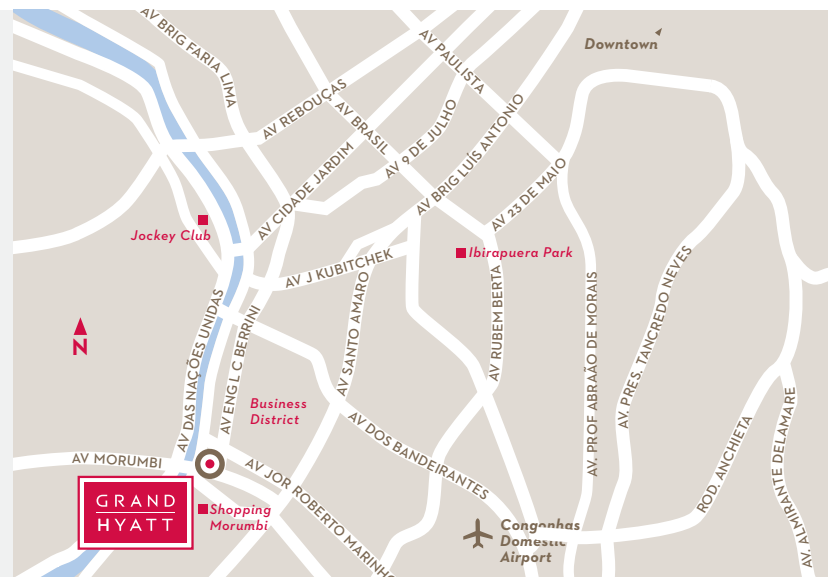 AV BRIG FARIA LIMA
AV PAULISTA
Downtown
AV REBOUÇAS
AV BRASIL
AV 9 DE JULHO
AV BRIG LUÍS ANTONIO
AV CIDADE JARDIM
AV 23 DE MAIO
Jockey Club
Ibirapuera Park
AV J KUBITCHEK
AV DAS NAÇÕES UNIDAS
AV ENG L C BERRINI
AV SANTO AMARO
AV RUBEM BERTA
AV. PROF ABRAÃO DE MORAIS
AV. PRES. TANCREDO NEVES
N
Business
District
AV DOS BANDEIRANTES
ROD. ANCHIETA
AV. ALMIRANTE DELAMARE
AV MORUMBI
AV JOR ROBERTO MARINHO
GRAND
HYATT
Shopping
Morumbi
Congonhas
Domestic
Airport